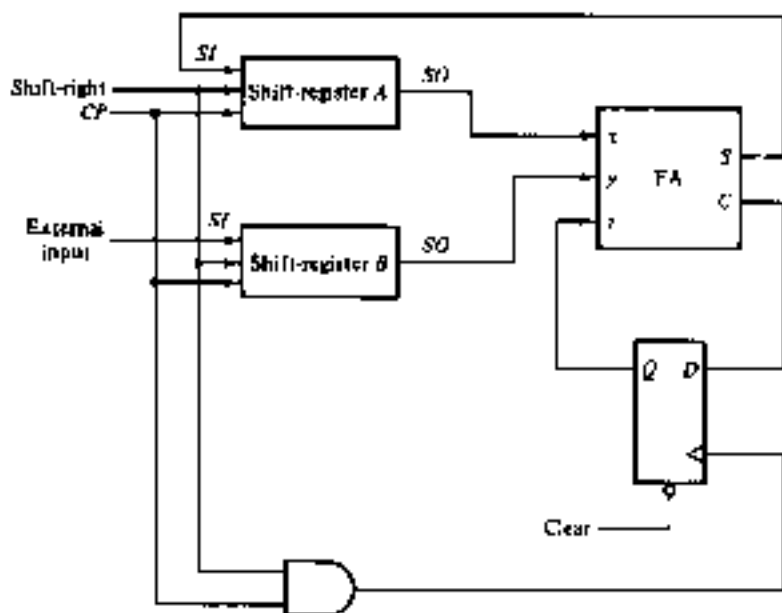 SI
Shift-right
CP
Shift-register A
SO
x
y
z
FA
S
C
External
input
SI
Shift-register B
SO
Q
D
Clear